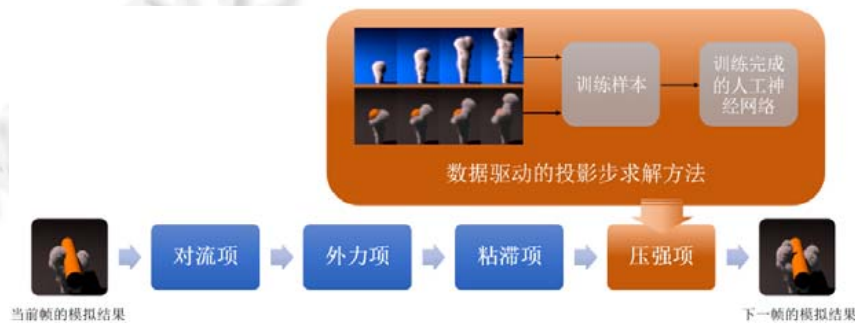 训练样本
训练完成
的人工神
经网络
数据驱动的投影步求解方法
对流项
外力项
粘滞项
压强项
当前帧的模拟结果
下一帧的模拟结果